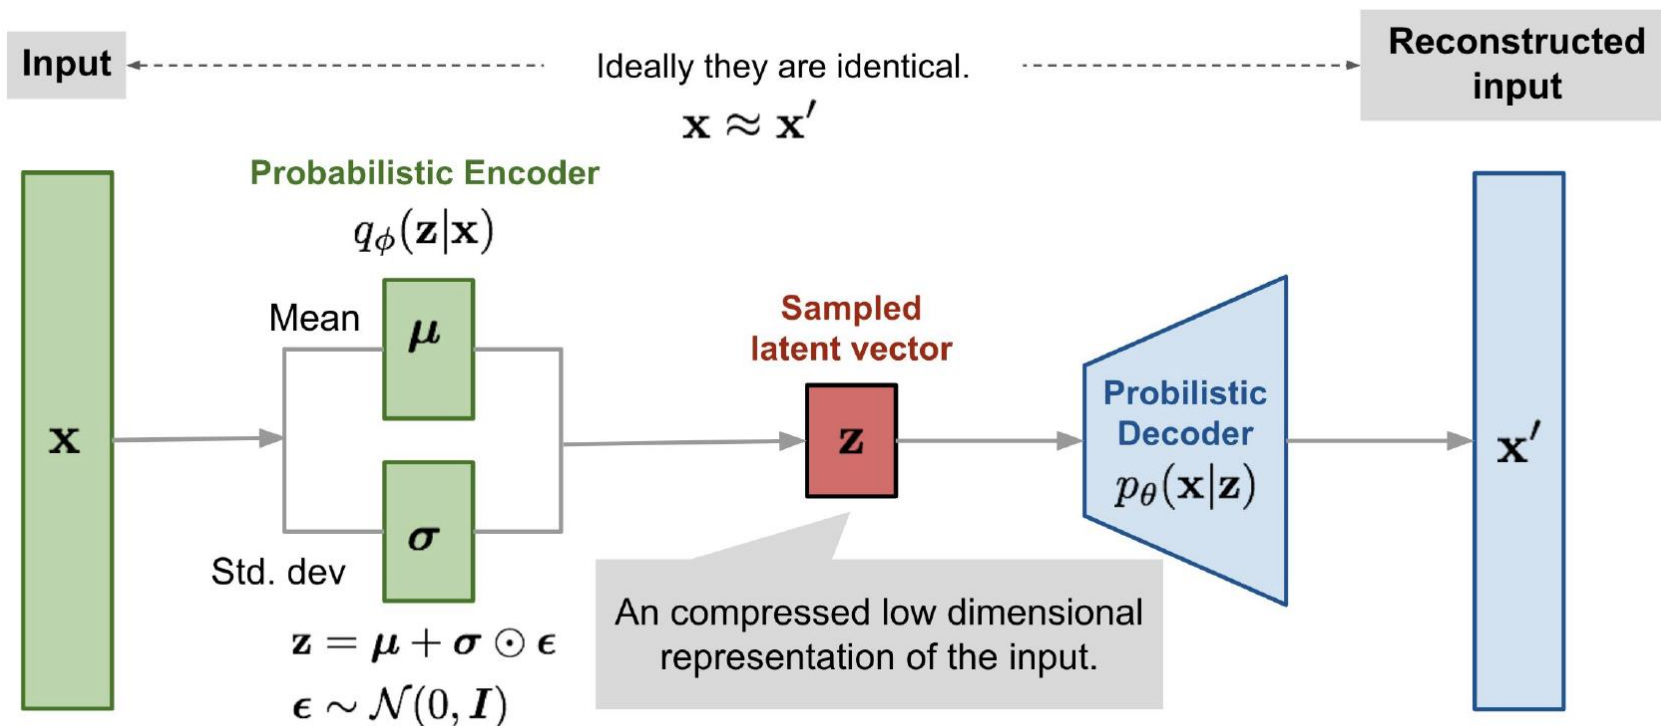 Input
Ideally they are identical.
x ≈ x′
Reconstructed
input
Probabilistic Encoder
qϕ(z|x)
Mean
μ
x
σ
Std. dev
z = μ + σ ⊙ ϵ
ϵ ∼ 𝒩(0, I)
Sampled
latent vector
z
An compressed low dimensional
representation of the input.
Probilistic
Decoder
pθ(x|z)
x′